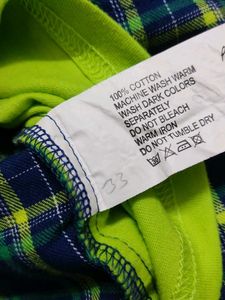 100% COTTON
MACHINE WASH WARM
WASH DARK COLORS
SEPARATELY
DO NOT BLEACH
WARM IRON
DO NOT TUMBLE DRY
33